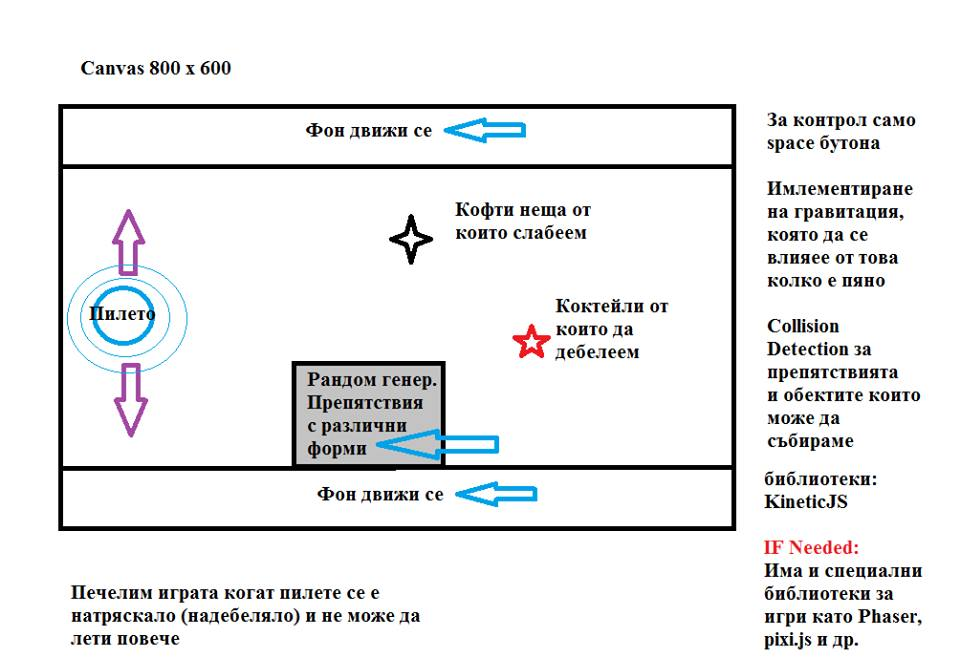 Canvas 800 x 600
Фон движи се
Кофти неща от
които слабеем
Пилето
Коктейли от
които да
дебелеем
Рандом генер.
Препятствия
с различни
форми
Фон движи се
Печелим играта когат пилете се е
натряскало (надебеляло) и не може да
лети повече
За контрол само
space бутона
Имлементиране
на гравитация,
която да се
влияее от това
колко е пяно
Collision
Detection за
препятствията
и обектите които
може да
събираме
библиотеки:
KineticJS
IF Needed:
Има и специални
библиотеки за
игри като Phaser,
pixi.js и др.